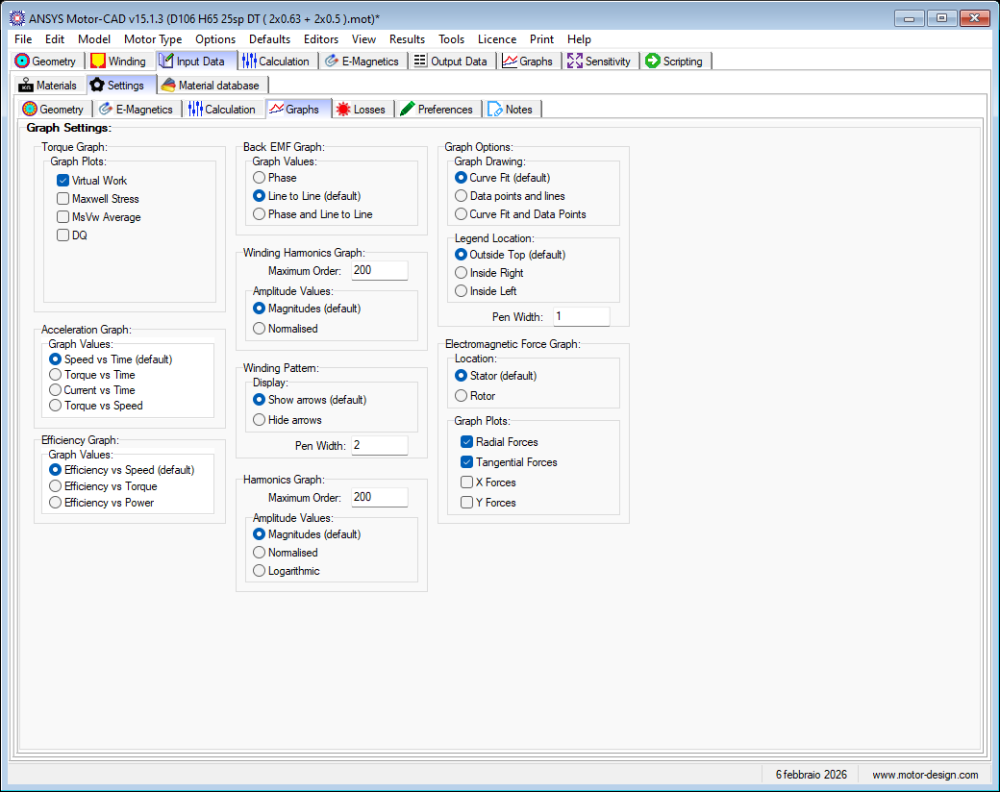 ANSYS Motor-CAD v15.1.3 (D106 H65 25sp DT ( 2x0.63 + 2x0.5 ).mot)*
File Edit Model Motor Type Options Defaults Editors View Results Tools Licence Print Help
Geometry Winding Input Data Calculation E-Magnetics Output Data Graphs Sensitivity Scripting
Materials Settings Material database
Geometry E-Magnetics Calculation Graphs Losses Preferences Notes
Graph Settings:
Torque Graph:
Graph Plots:
Virtual Work
Maxwell Stress
MsVw Average
DQ
Acceleration Graph:
Graph Values:
Speed vs Time (default)
Torque vs Time
Current vs Time
Torque vs Speed
Efficiency Graph:
Graph Values:
Efficiency vs Speed (default)
Efficiency vs Torque
Efficiency vs Power
Back EMF Graph:
Graph Values:
Phase
Line to Line (default)
Phase and Line to Line
Winding Harmonics Graph:
Maximum Order: 200
Amplitude Values:
Magnitudes (default)
Normalised
Winding Pattern:
Display:
Show arrows (default)
Hide arrows
Pen Width: 2
Harmonics Graph:
Maximum Order: 200
Amplitude Values:
Magnitudes (default)
Normalised
Logarithmic
Graph Options:
Graph Drawing:
Curve Fit (default)
Data points and lines
Curve Fit and Data Points
Legend Location:
Outside Top (default)
Inside Right
Inside Left
Pen Width: 1
Electromagnetic Force Graph:
Location:
Stator (default)
Rotor
Graph Plots:
Radial Forces
Tangential Forces
X Forces
Y Forces
6 febbraio 2026 www.motor-design.com